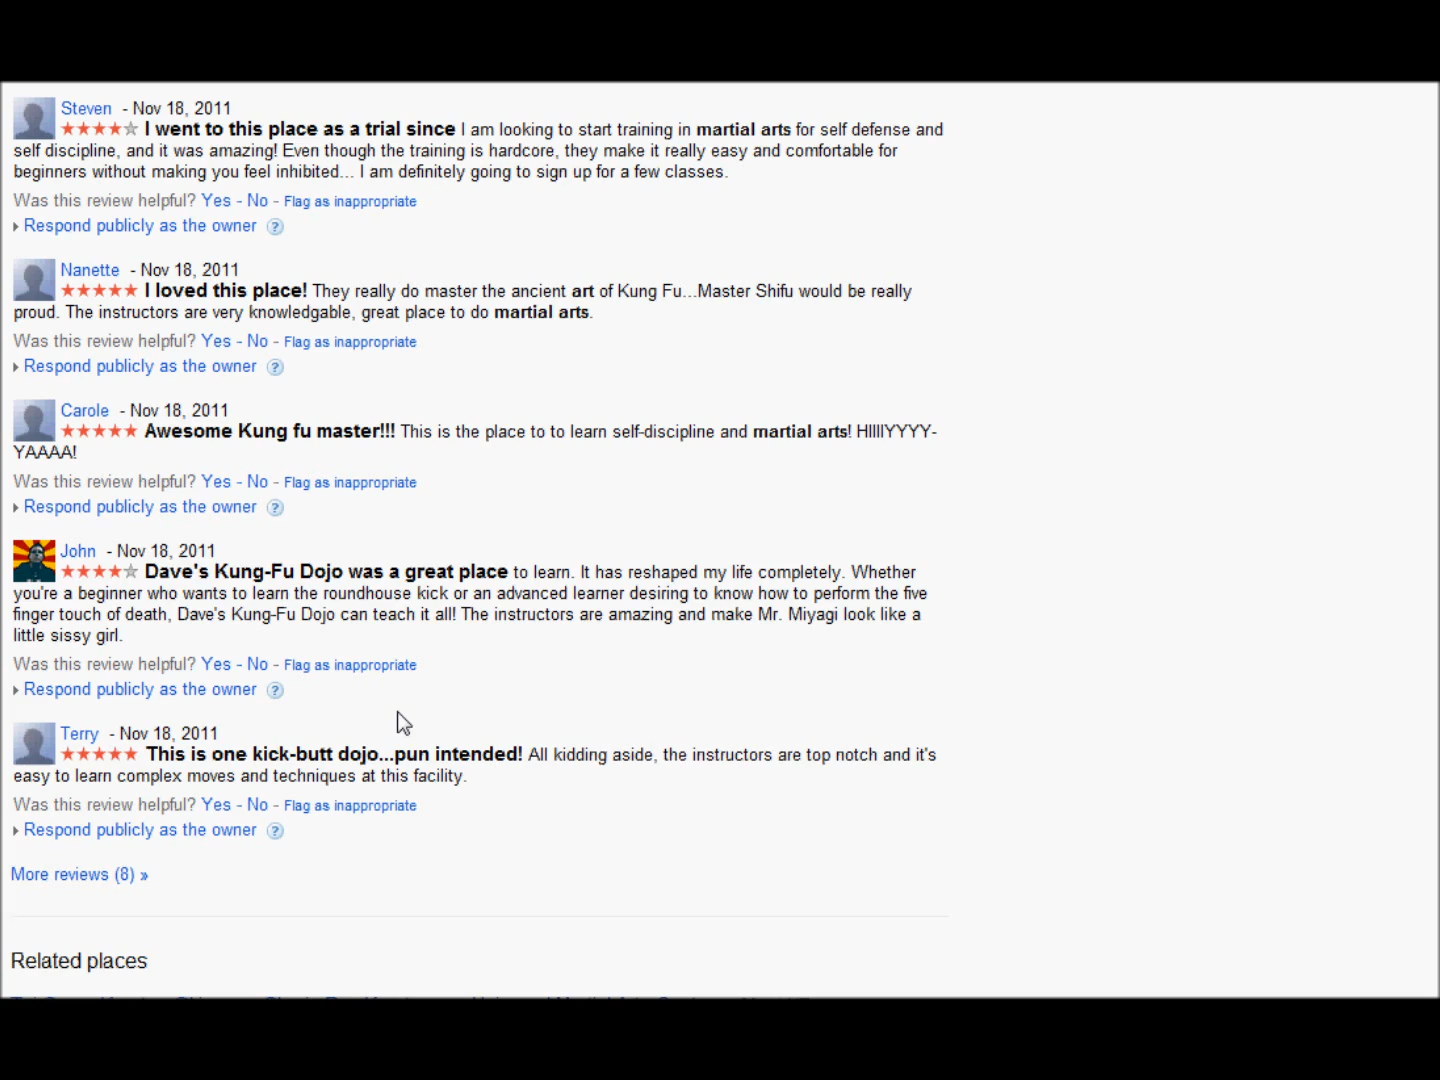 Steven - Nov 18, 2011
I went to this place as a trial since I am looking to start training in martial arts for self defense and
self discipline, and it was amazing! Even though the training is hardcore, they make it really easy and comfortable for
beginners without making you feel inhibited... I am definitely going to sign up for a few classes.
Was this review helpful? Yes - No - Flag as inappropriate
Respond publicly as the owner ?
Nanette - Nov 18, 2011
I loved this place! They really do master the ancient art of Kung Fu...Master Shifu would be really
proud. The instructors are very knowledgable, great place to do martial arts.
Was this review helpful? Yes - No - Flag as inappropriate
Respond publicly as the owner ?
Carole - Nov 18, 2011
Awesome Kung fu master!!! This is the place to to learn self-discipline and martial arts! HIIIIYYYY-
YAAAA!
Was this review helpful? Yes - No - Flag as inappropriate
Respond publicly as the owner ?
John - Nov 18, 2011
Dave's Kung-Fu Dojo was a great place to learn. It has reshaped my life completely. Whether
you're a beginner who wants to learn the roundhouse kick or an advanced learner desiring to know how to perform the five
finger touch of death, Dave's Kung-Fu Dojo can teach it all! The instructors are amazing and make Mr. Miyagi look like a
little sissy girl.
Was this review helpful? Yes - No - Flag as inappropriate
Respond publicly as the owner ?
Terry - Nov 18, 2011
This is one kick-butt dojo...pun intended! All kidding aside, the instructors are top notch and it's
easy to learn complex moves and techniques at this facility.
Was this review helpful? Yes - No - Flag as inappropriate
Respond publicly as the owner ?
More reviews (8) »
Related places